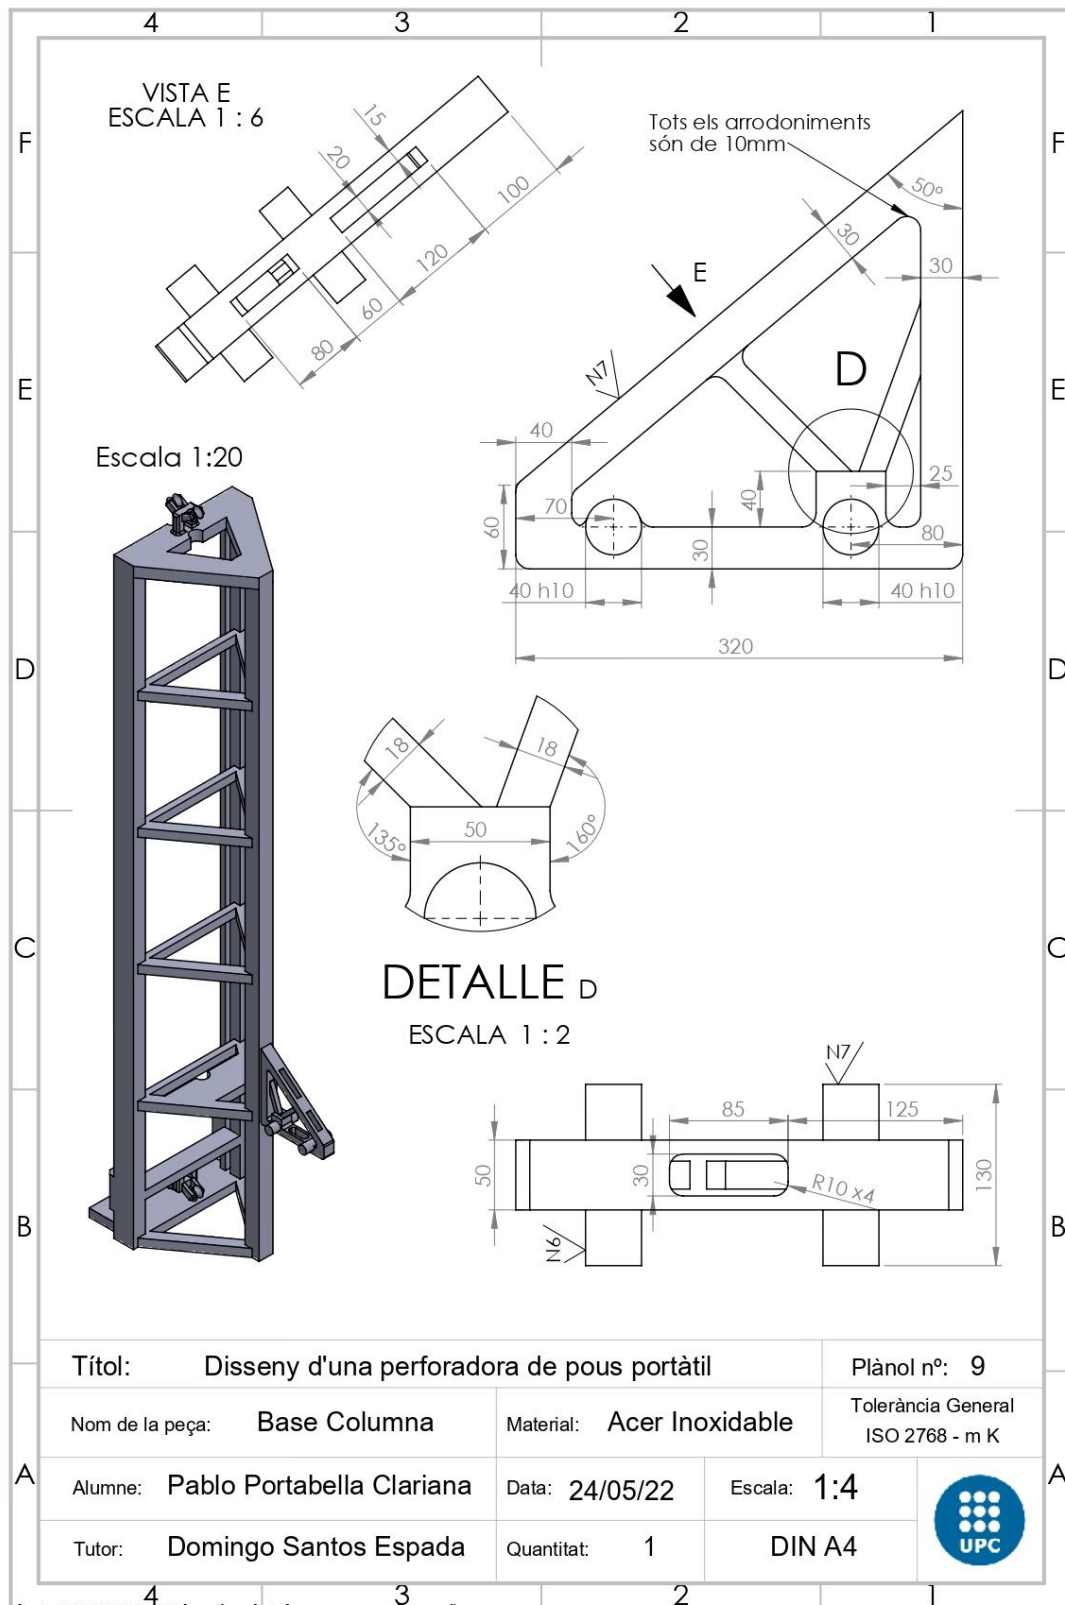 4 3 2 1
F
F
E
E
D
D
C
C
B
B
A
A
VISTA E
ESCALA 1 : 6
15
20
100
120
60
80
Tots els arrodoniments
són de 10mm
50°
30
30
E
N7
D
40
25
70
40
60
80
30
40 h10
40 h10
320
Escala 1:20
18
18
50
135°
160°
DETALLE D
ESCALA 1 : 2
N7
85
125
50
30
130
R10 x4
N6
Títol: Disseny d'una perforadora de pous portàtil
Plànol nº: 9
Nom de la peça: Base Columna
Material: Acer Inoxidable
Tolerància General
ISO 2768 - m K
Alumne: Pablo Portabella Clariana
Data: 24/05/22
Escala: 1:4
Tutor: Domingo Santos Espada
Quantitat: 1
DIN A4
UPC
4 3 2 1